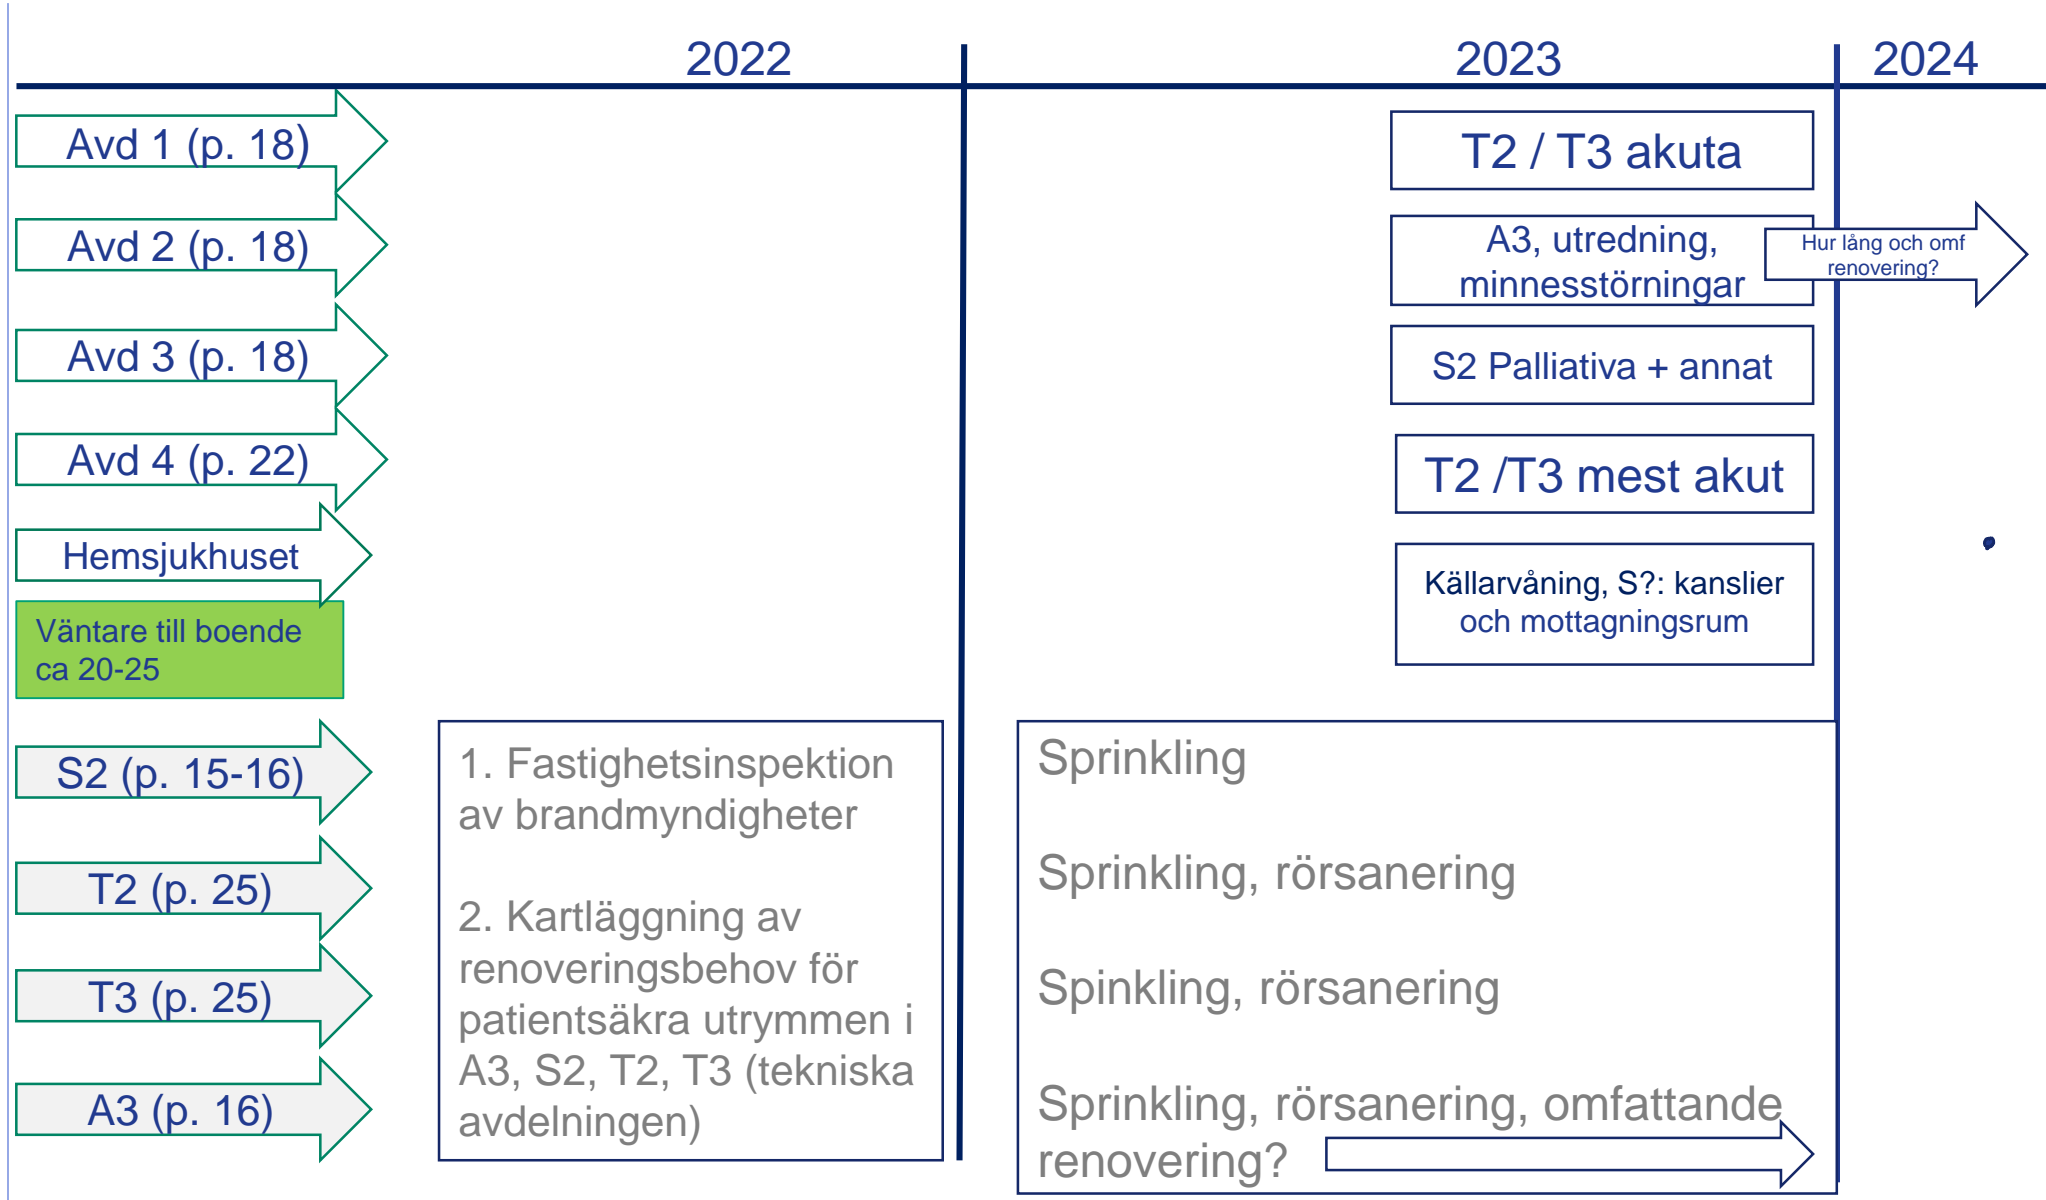 2022
2023
2024
Avd 1 (p. 18)
T2 / T3 akuta
Avd 2 (p. 18)
A3, utredning,
minnesstörningar
Hur lång och omf
renovering?
Avd 3 (p. 18)
S2 Palliativa + annat
Avd 4 (p. 22)
T2 /T3 mest akut
Hemsjukhuset
Källarvåning, S?: kanslier
och mottagningsrum
Väntare till boende
ca 20-25
S2 (p. 15-16)
T2 (p. 25)
T3 (p. 25)
A3 (p. 16)
1. Fastighetsinspektion
av brandmyndigheter
2. Kartläggning av
renoveringsbehov för
patientsäkra utrymmen i
A3, S2, T2, T3 (tekniska
avdelningen)
Sprinkling
Sprinkling, rörsanering
Spinkling, rörsanering
Sprinkling, rörsanering, omfattande
renovering?